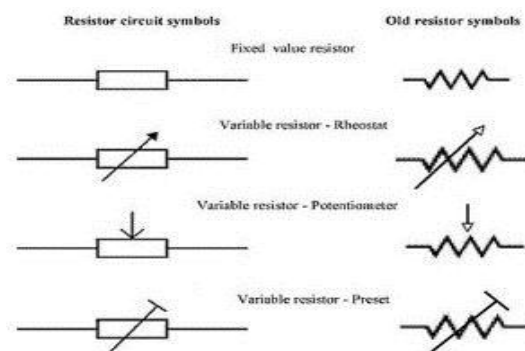 Resistor circuit symbols
Old resistor symbols
Fixed value resistor
Variable resistor - Rheostat
Variable resistor - Potentiometer
Variable resistor - Preset